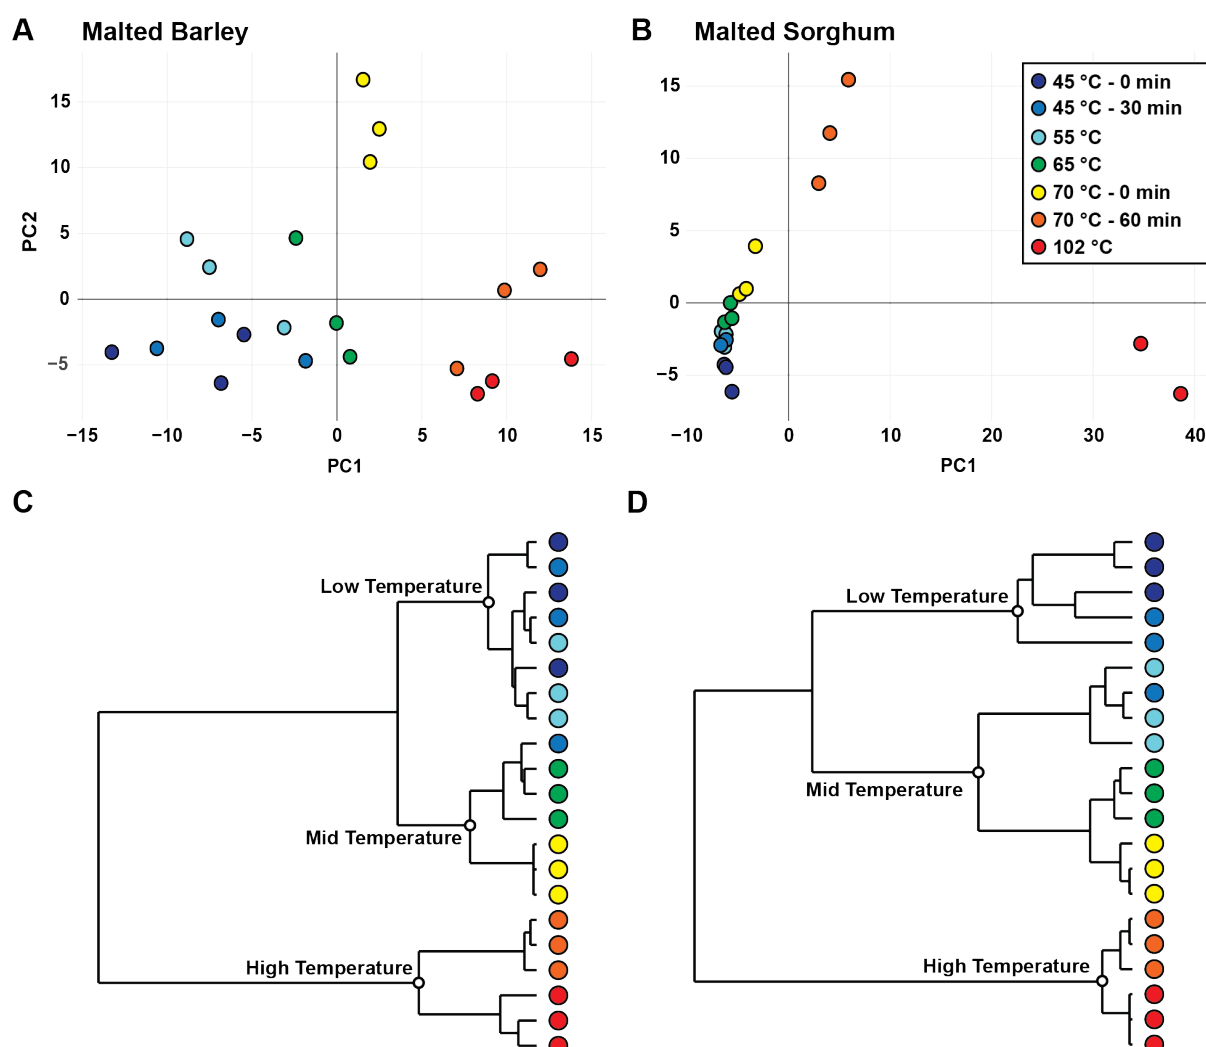 A
Malted Barley
PC2
15
10
5
0
−5
−15
−10
−5
0
5
10
15
PC1
B
Malted Sorghum
15
10
5
0
−5
−10
0
10
20
30
40
PC1
45 °C - 0 min
45 °C - 30 min
55 °C
65 °C
70 °C - 0 min
70 °C - 60 min
102 °C
C
Low Temperature
Mid Temperature
High Temperature
D
Low Temperature
Mid Temperature
High Temperature